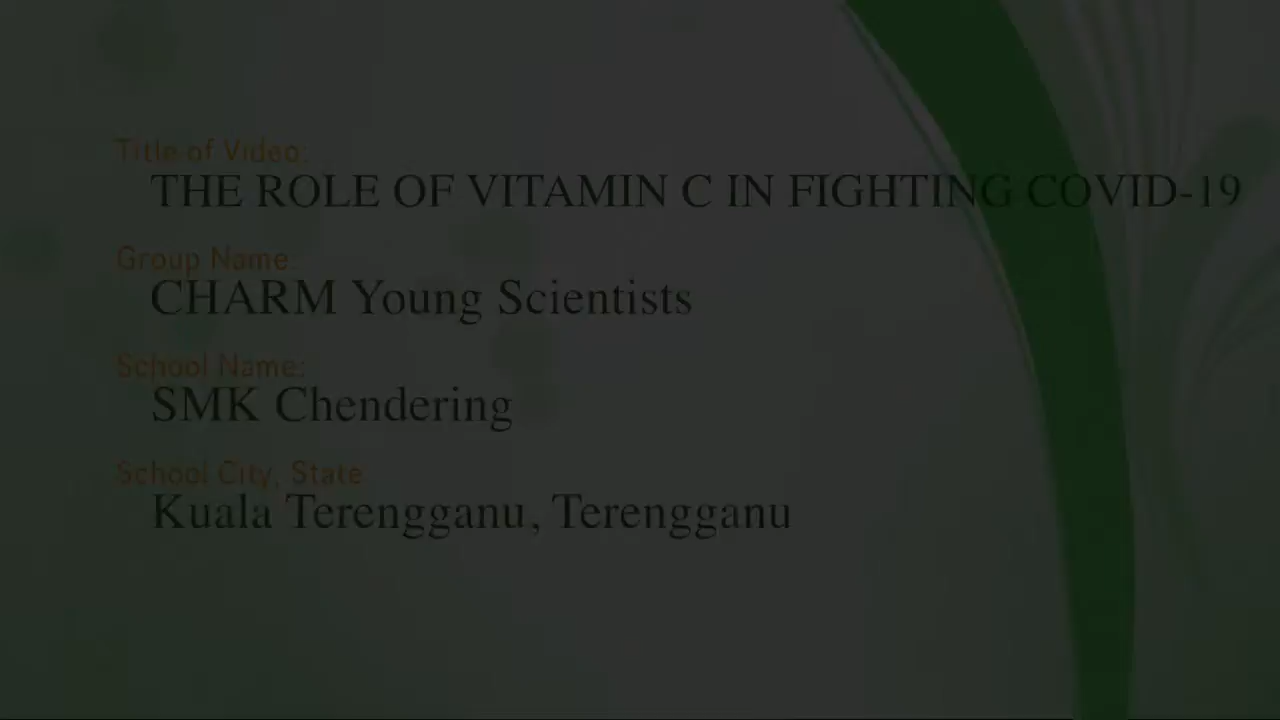 Title of Video:
THE ROLE OF VITAMIN C IN FIGHTING COVID-19
Group Name:
CHARM Young Scientists
School Name:
SMK Chendering
School City, State
Kuala Terengganu, Terengganu